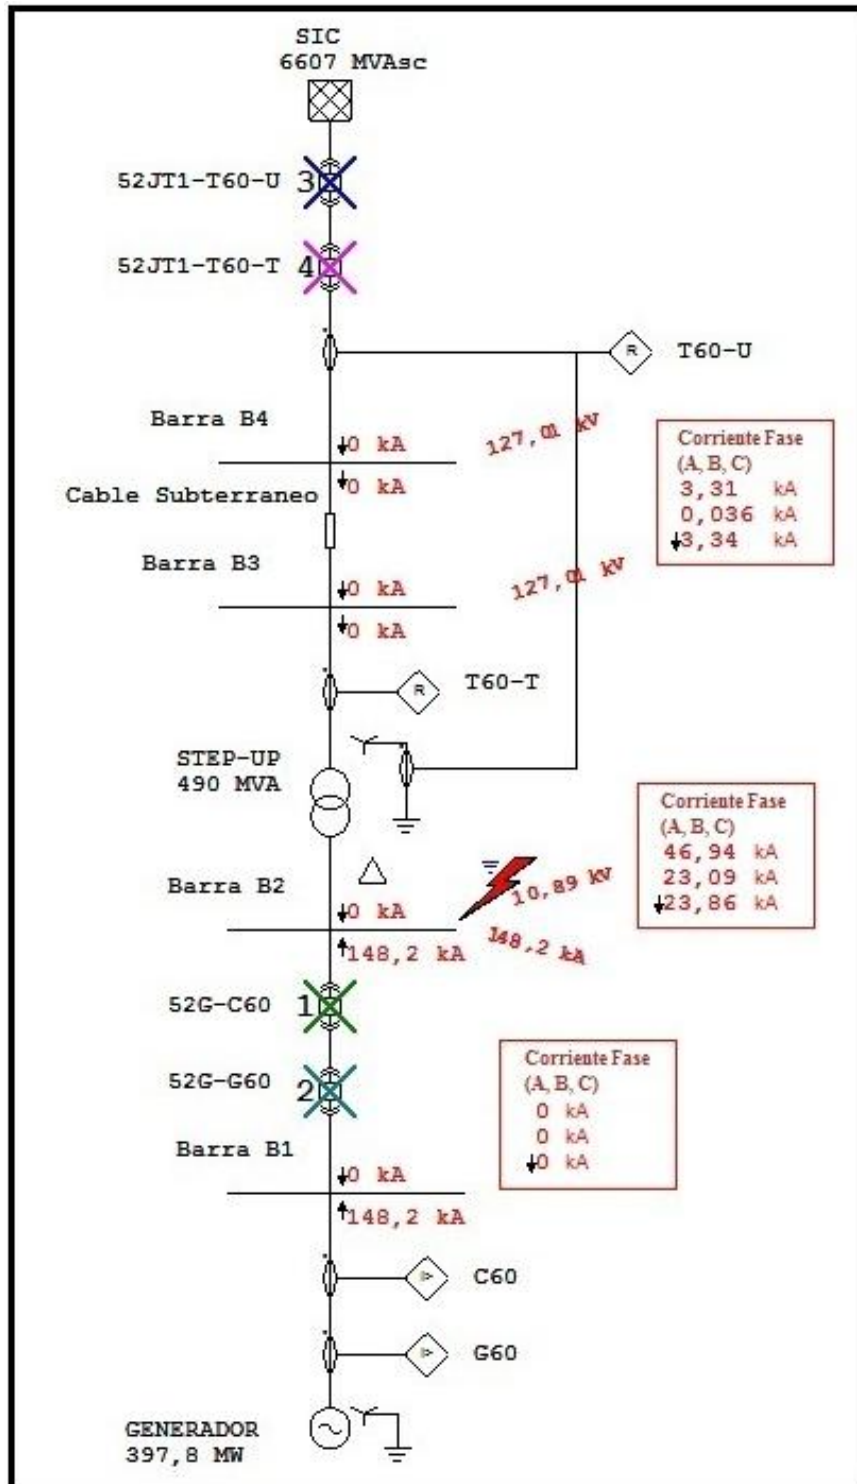 SIC
6607 MVAsc
52JT1-T60-U 3
52JT1-T60-T 4
R T60-U
Barra B4
↓0 kA
127,01 kV
↓0 kA
Cable Subterraneo
Corriente Fase
(A, B, C)
3,31 kA
0,036 kA
↓3,34 kA
Barra B3
↓0 kA
127,01 kV
↓0 kA
R T60-T
STEP-UP
490 MVA
Corriente Fase
(A, B, C)
46,94 kA
23,09 kA
↓23,86 kA
Barra B2
↓0 kA
10,89 kV
↑148,2 kA
148,2 kA
52G-C60 1
52G-G60 2
Corriente Fase
(A, B, C)
0 kA
0 kA
↓0 kA
Barra B1
↓0 kA
↑148,2 kA
C60
G60
GENERADOR
397,8 MW